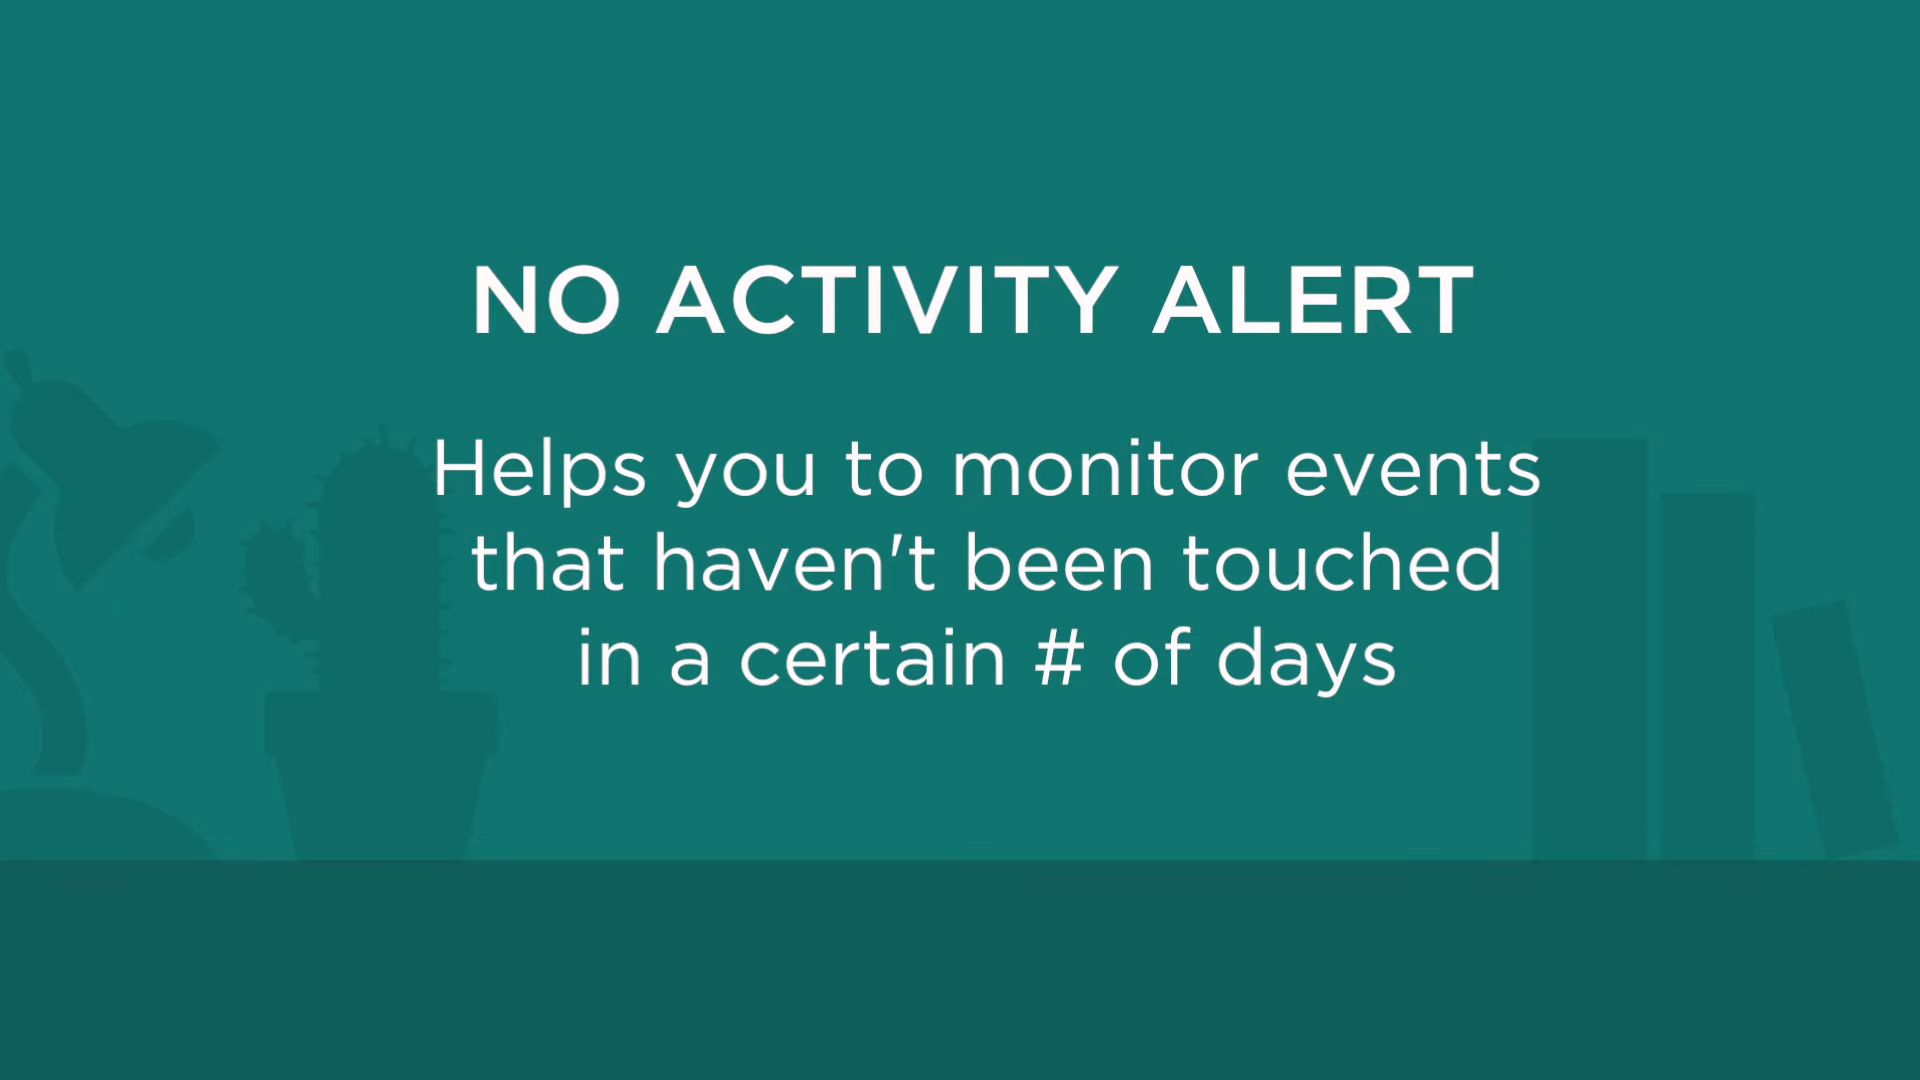 NO ACTIVITY ALERT
Helps you to monitor events
that haven't been touched
in a certain # of days